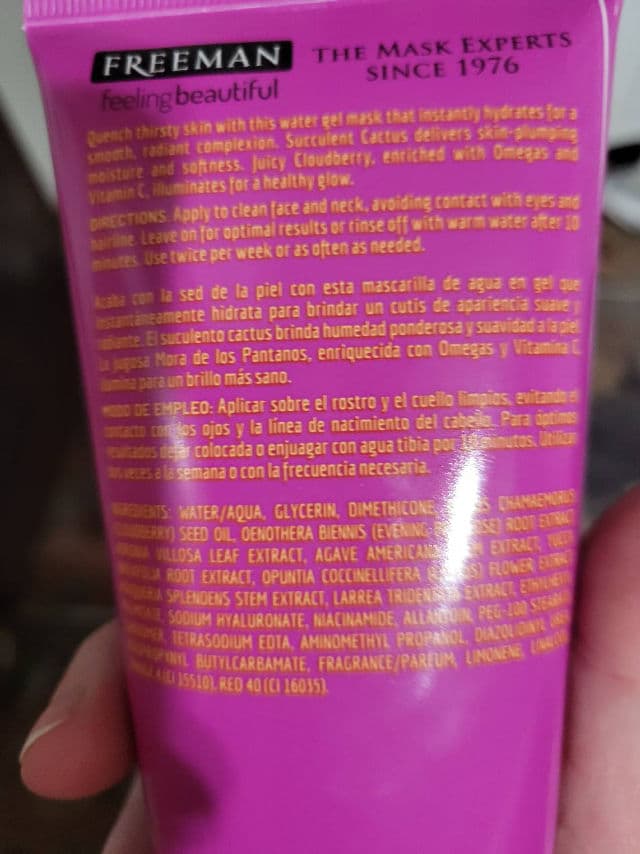 FREEMAN
feeling beautiful
THE MASK EXPERTS
SINCE 1976
Quench thirsty skin with this water gel mask that instantly hydrates for a
smooth, radiant complexion. Succulent Cactus delivers skin-plumping
moisture and softness. Juicy Cloudberry, enriched with Omegas and
Vitamin C, illuminates for a healthy glow.
DIRECTIONS: Apply to clean face and neck, avoiding contact with eyes and
hairline. Leave on for optimal results or rinse off with warm water after 10
minutes. Use twice per week or as often as needed.
Acaba con la sed de la piel con esta mascarilla de agua en gel que
instantáneamente hidrata para brindar un cutis de apariencia suave y
radiante. El suculento cactus brinda humedad ponderosa y suavidad a la piel
La jugosa Mora de los Pantanos, enriquecida con Omegas y Vitamina C
ilumina para un brillo más sano.
MODO DE EMPLEO: Aplicar sobre el rostro y el cuello limpios, evitando el
contacto con los ojos y la línea de nacimiento del cabello. Para óptimos
resultados dejar colocada o enjuagar con agua tibia por 10 minutos. Utilizar
dos veces a la semana o con la frecuencia necesaria.
INGREDIENTS: WATER/AQUA, GLYCERIN, DIMETHICONE, CHAMAEMORUS
(CLOUDBERRY) SEED OIL, OENOTHERA BIENNIS (EVENING PRIMROSE) ROOT EXTRACT
VILLOSA LEAF EXTRACT, AGAVE AMERICANA EXTRACT, YUCCA
ROOT EXTRACT, OPUNTIA COCCINELLIFERA FLOWER EXTRACT
SPLENDENS STEM EXTRACT, LARREA EXTRACT,
SODIUM HYALURONATE, NIACINAMIDE, ALLANTOIN, PEG-100 STEARATE
TETRASODIUM EDTA, AMINOMETHYL PROPANOL, DIAZOLIDINYL UREA
BUTYLCARBAMATE, FRAGRANCE/PARFUM, LIMONENE, LINALOOL
(CI 15510), RED 40 (CI 16035).